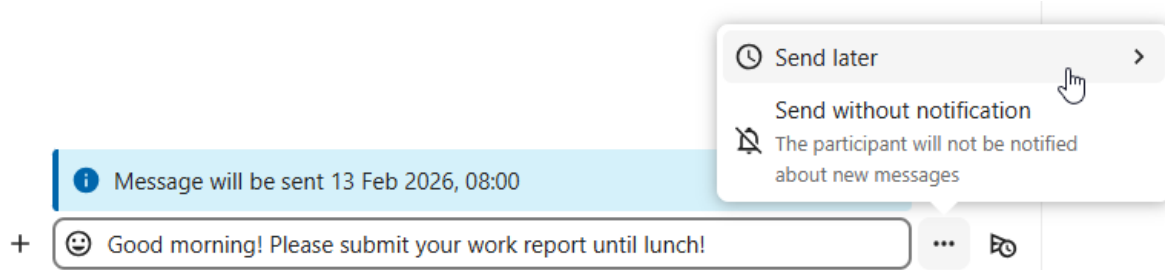 Send later
Send without notification
The participant will not be notified
about new messages
Message will be sent 13 Feb 2026, 08:00
Good morning! Please submit your work report until lunch!